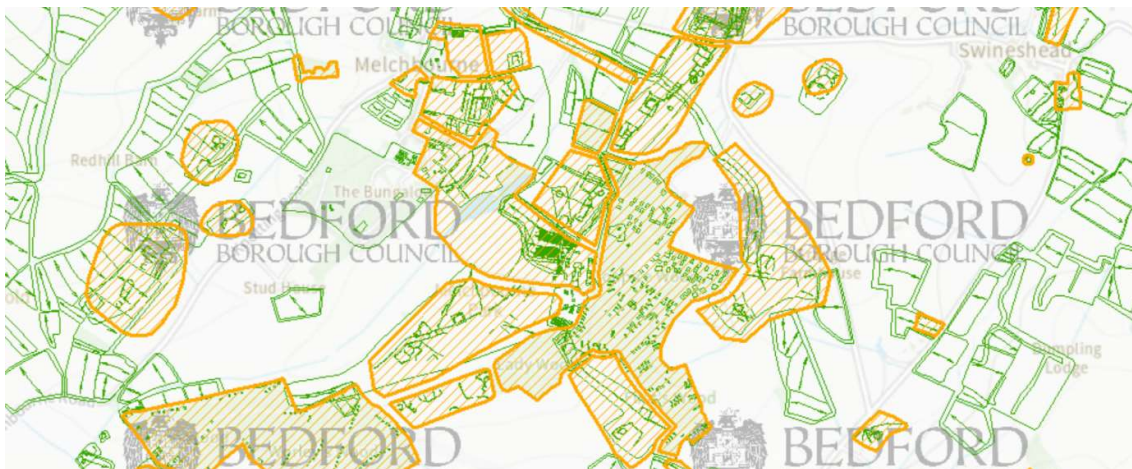 BOROUGH COUNCIL
BOROUGH COUNCIL
Swineshead
Melchbourne
Redhill Barn
The Bungalo
BEDFORD
BOROUGH COUNCIL
BEDFORD
BOROUGH COUNCIL
Stud House
Dumpling
Lodge
BEDFORD
BEDFORD